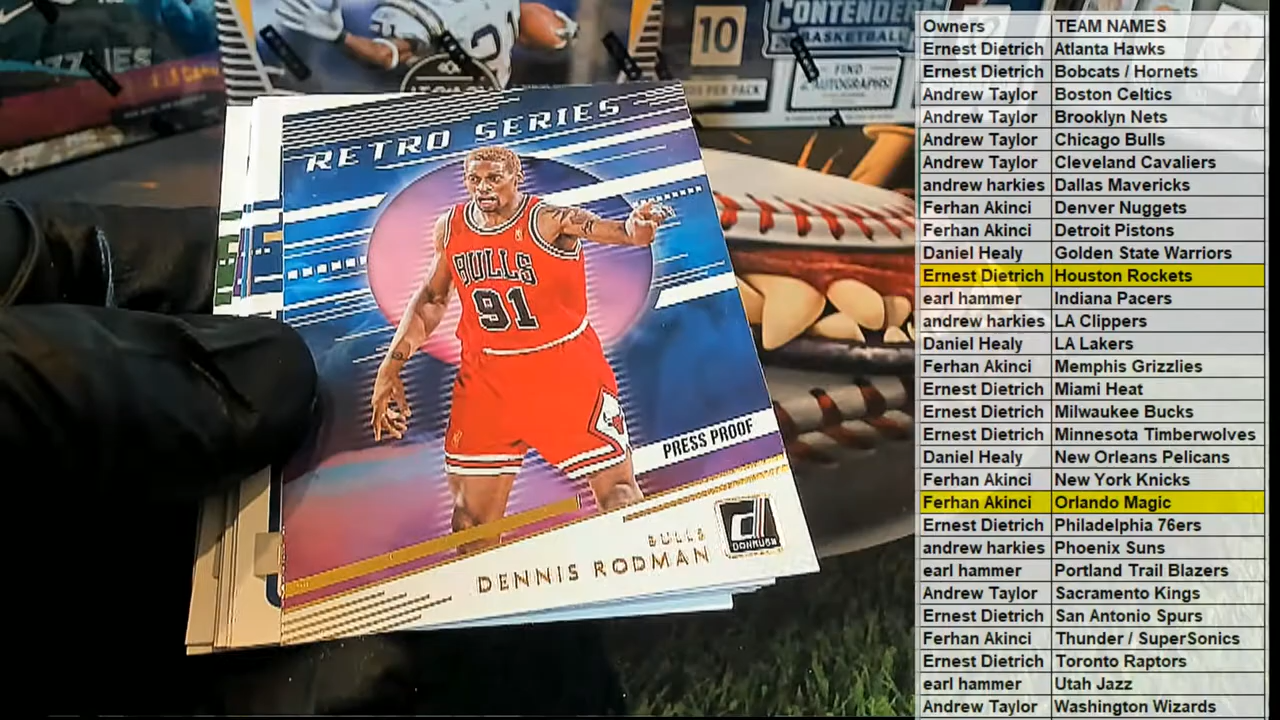 CONTENDERS
BASKETBALL
10
CARDS PER PACK
FIND
AUTOGRAPHS!
RETRO SERIES
BULLS
91
PRESS PROOF
BULLS
DENNIS RODMAN
DONRUSS
Owners TEAM NAMES
Ernest Dietrich Atlanta Hawks
Ernest Dietrich Bobcats / Hornets
Andrew Taylor Boston Celtics
Andrew Taylor Brooklyn Nets
Andrew Taylor Chicago Bulls
Andrew Taylor Cleveland Cavaliers
andrew harkies Dallas Mavericks
Ferhan Akinci Denver Nuggets
Ferhan Akinci Detroit Pistons
Daniel Healy Golden State Warriors
Ernest Dietrich Houston Rockets
earl hammer Indiana Pacers
andrew harkies LA Clippers
Daniel Healy LA Lakers
Ferhan Akinci Memphis Grizzlies
Ernest Dietrich Miami Heat
Ernest Dietrich Milwaukee Bucks
Ernest Dietrich Minnesota Timberwolves
Daniel Healy New Orleans Pelicans
Ferhan Akinci New York Knicks
Ferhan Akinci Orlando Magic
Ernest Dietrich Philadelphia 76ers
andrew harkies Phoenix Suns
earl hammer Portland Trail Blazers
Andrew Taylor Sacramento Kings
Ernest Dietrich San Antonio Spurs
Ferhan Akinci Thunder / SuperSonics
Ernest Dietrich Toronto Raptors
earl hammer Utah Jazz
Andrew Taylor Washington Wizards